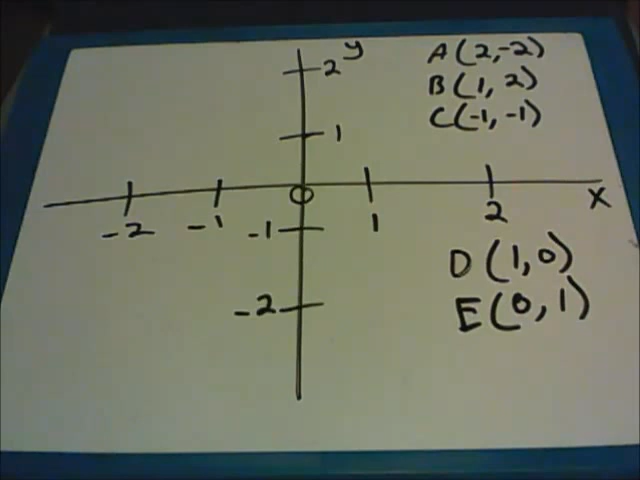 y
A(2,-2)
2
B(1, 2)
C(-1, -1)
1
0
-2 -1 1 2 x
-1
D(1,0)
-2
E(0,1)